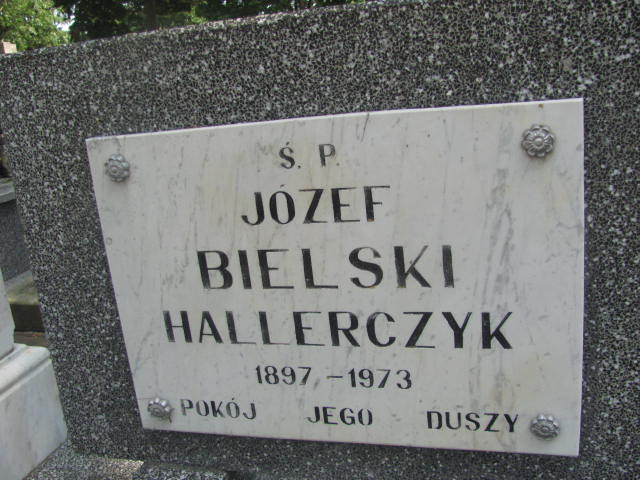 Ś. P.
JÓZEF
BIELSKI
HALLERCZYK
1897 - 1973
POKÓJ JEGO DUSZY